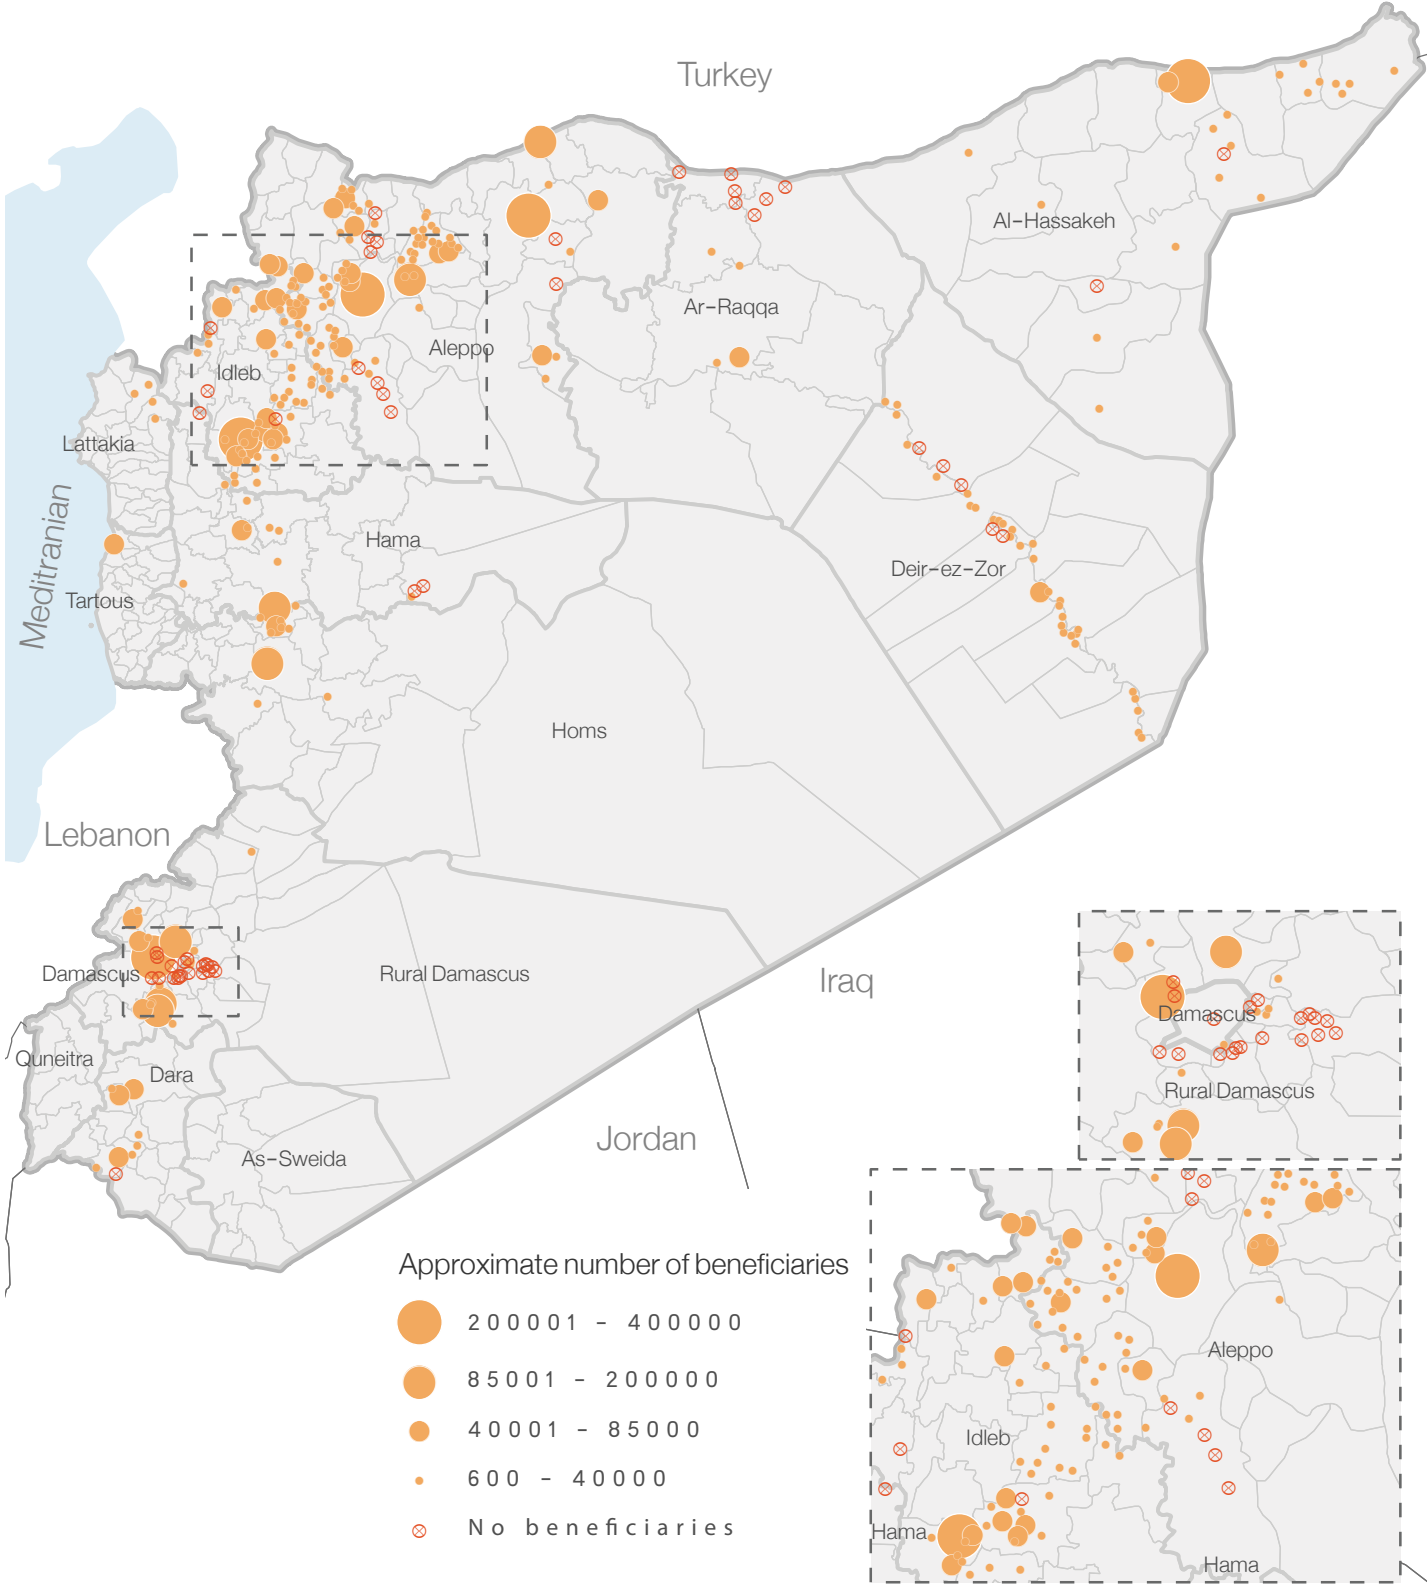 Turkey
Al-Hassakeh
Ar-Raqqa
Aleppo
Idleb
Lattakia
Meditranian
Hama
Deir-ez-Zor
Tartous
Homs
Lebanon
Damascus
Rural Damascus
Iraq
Damascus
Quneitra
Dara
Rural Damascus
Jordan
As-Sweida
Approximate number of beneficiaries
200001 - 400000
85001 - 200000
40001 - 85000
600 - 40000
No beneficiaries
Aleppo
Idleb
Hama
Hama